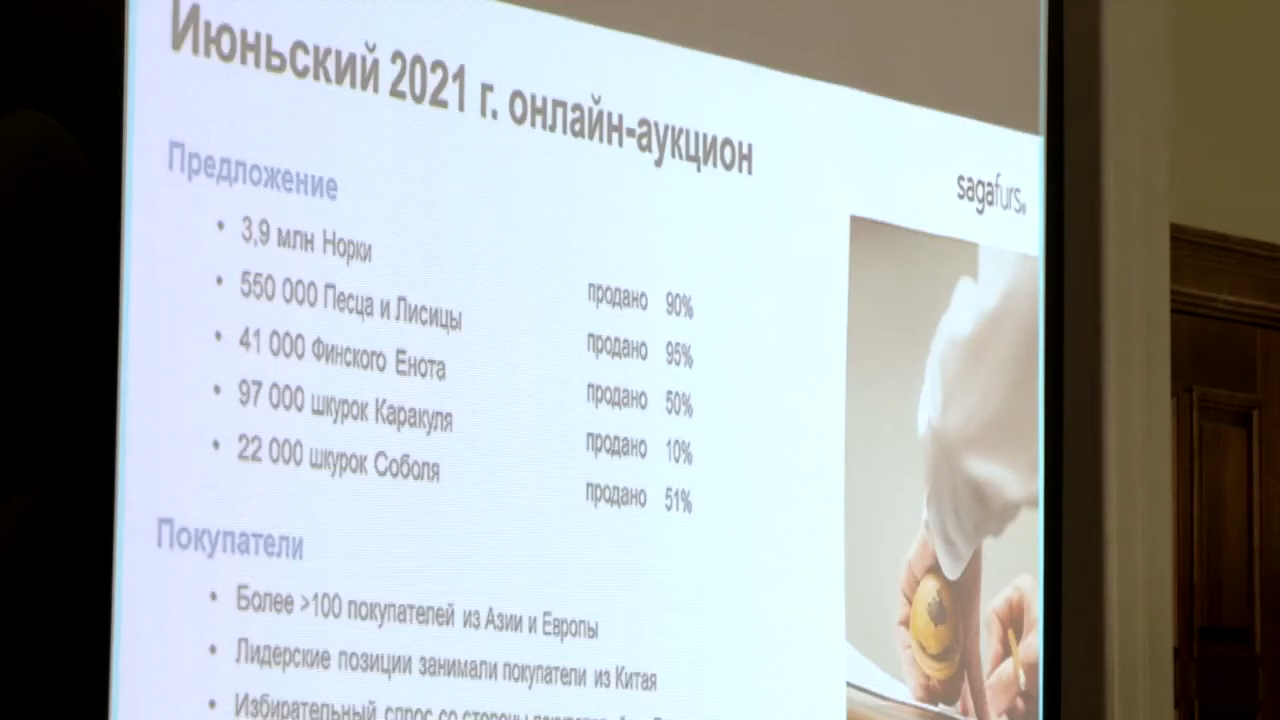 Июньский 2021 г. онлайн-аукцион
sagafurs®
Предложение
• 3,9 млн Норки продано 90%
• 550 000 Песца и Лисицы продано 95%
• 41 000 Финского Енота продано 50%
• 97 000 шкурок Каракуля продано 10%
• 22 000 шкурок Соболя продано 51%
Покупатели
• Более >100 покупателей из Азии и Европы
• Лидерские позиции занимали покупатели из Китая
• Избирательный спрос со стороны